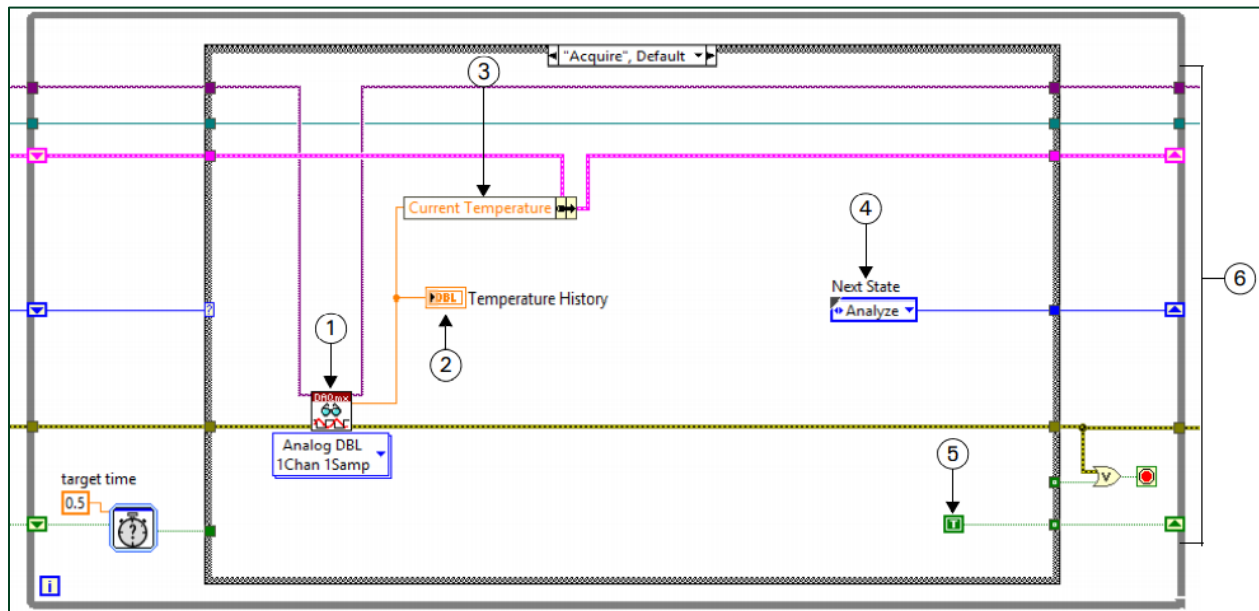 "Acquire", Default
3
Current Temperature
4
Next State
Analyze
6
DBL
Temperature History
1
2
DAQmx
Analog DBL
1Chan 1Samp
5
target time
0.5
?
?
T
V
i